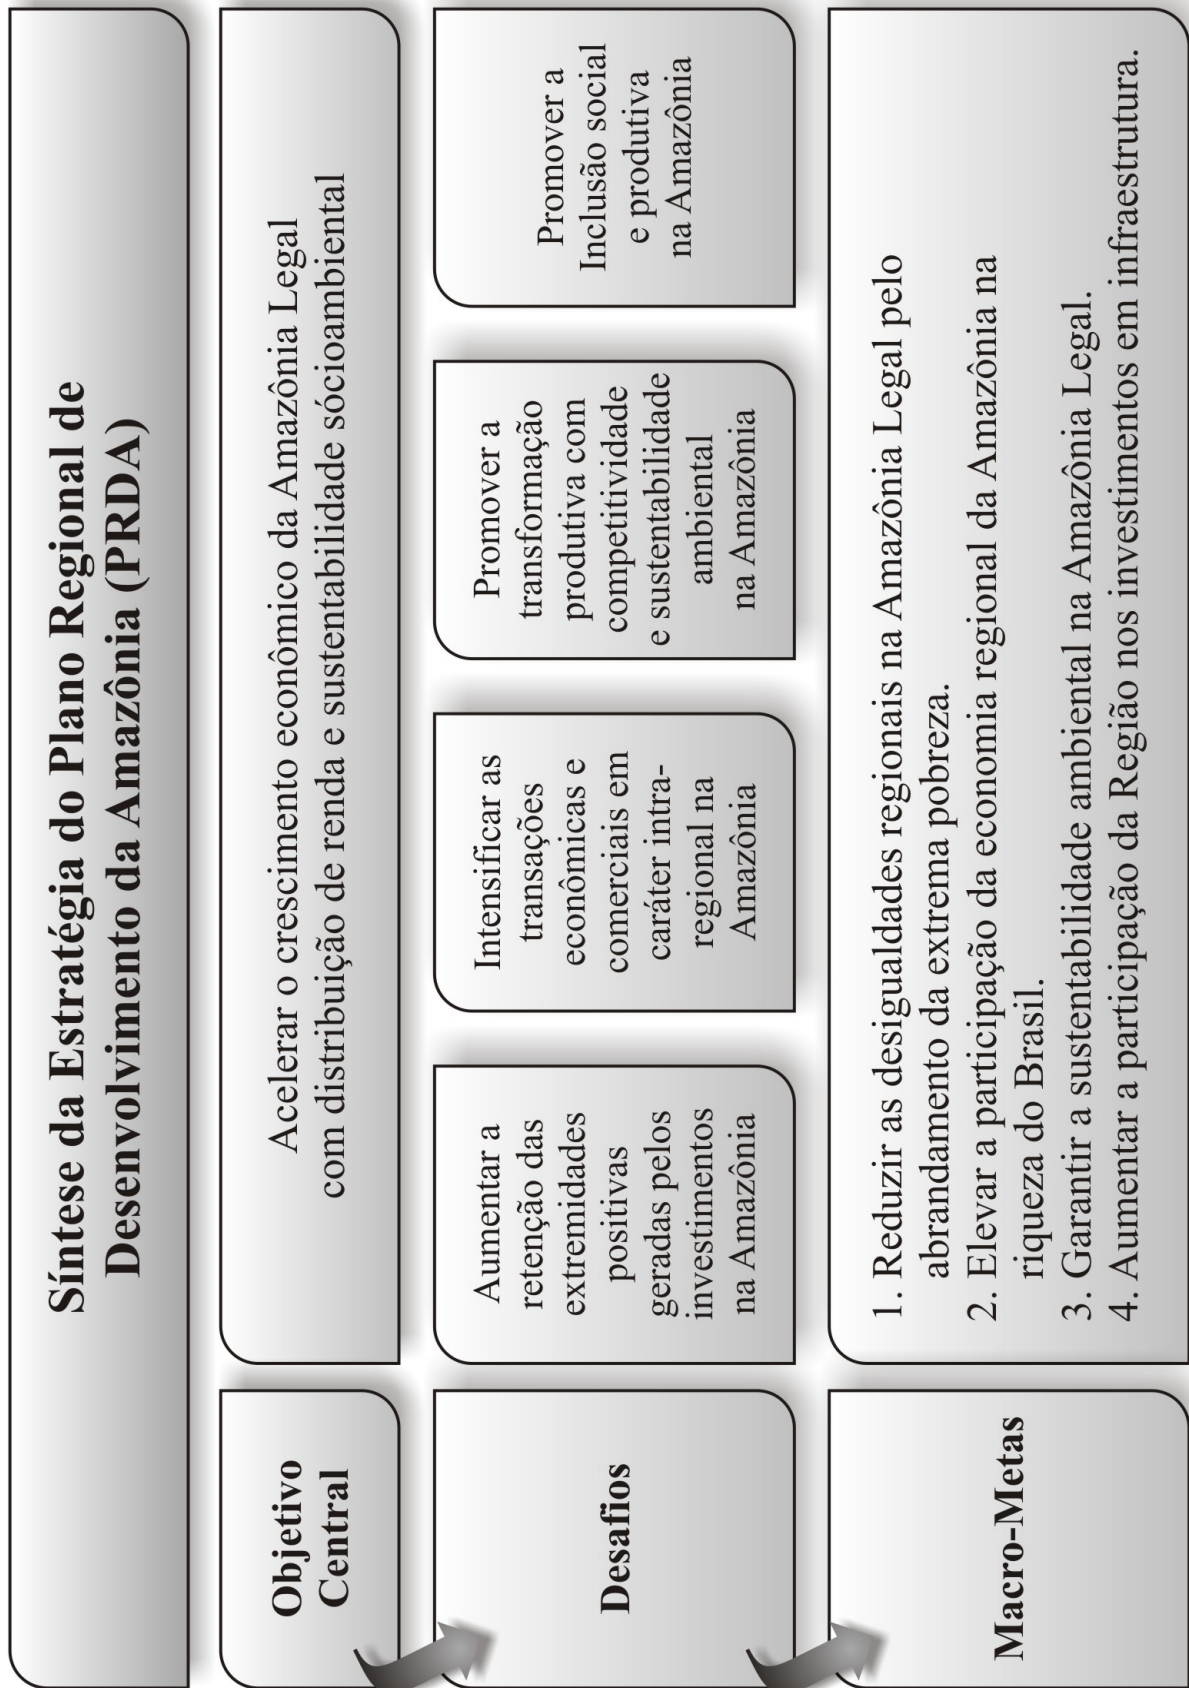 Síntese da Estratégia do Plano Regional de
Desenvolvimento da Amazônia (PRDA)
Objetivo
Central
Acelerar o crescimento econômico da Amazônia Legal
com distribuição de renda e sustentabilidade sócioambiental
Desafios
Aumentar a
retenção das
extremidades
positivas
geradas pelos
investimentos
na Amazônia
Intensificar as
transações
econômicas e
comerciais em
caráter intra-
regional na
Amazônia
Promover a
transformação
produtiva com
competitividade
e sustentabilidade
ambiental
na Amazônia
Promover a
Inclusão social
e produtiva
na Amazônia
Macro-Metas
1. Reduzir as desigualdades regionais na Amazônia Legal pelo
abrandamento da extrema pobreza.
2. Elevar a participação da economia regional da Amazônia na
riqueza do Brasil.
3. Garantir a sustentabilidade ambiental na Amazônia Legal.
4. Aumentar a participação da Região nos investimentos em infraestrutura.